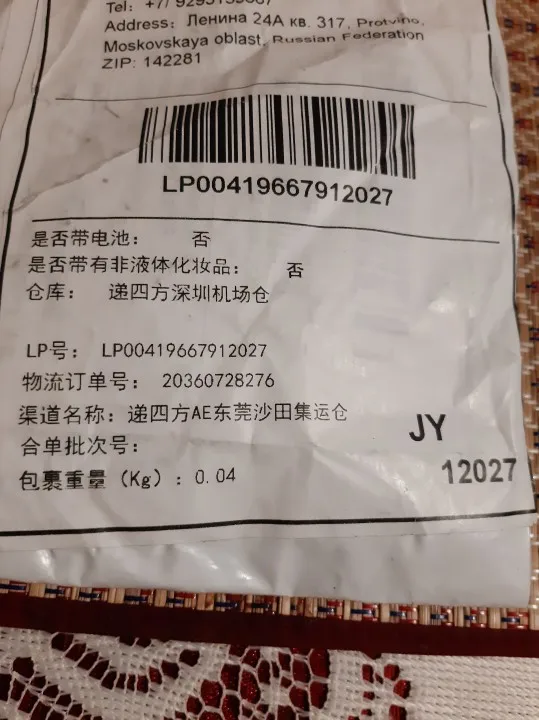 Tel:
Address: Ленина 24А кв. 317, Protvino,
Moskovskaya oblast, Russian Federation
ZIP: 142281
LP00419667912027
是否带电池： 否
是否带有非液体化妆品： 否
仓库： 递四方深圳机场仓
LP号： LP00419667912027
物流订单号： 20360728276
渠道名称：递四方AE东莞沙田集运仓
JY
合单批次号：
包裹重量（Kg）：0.04
12027